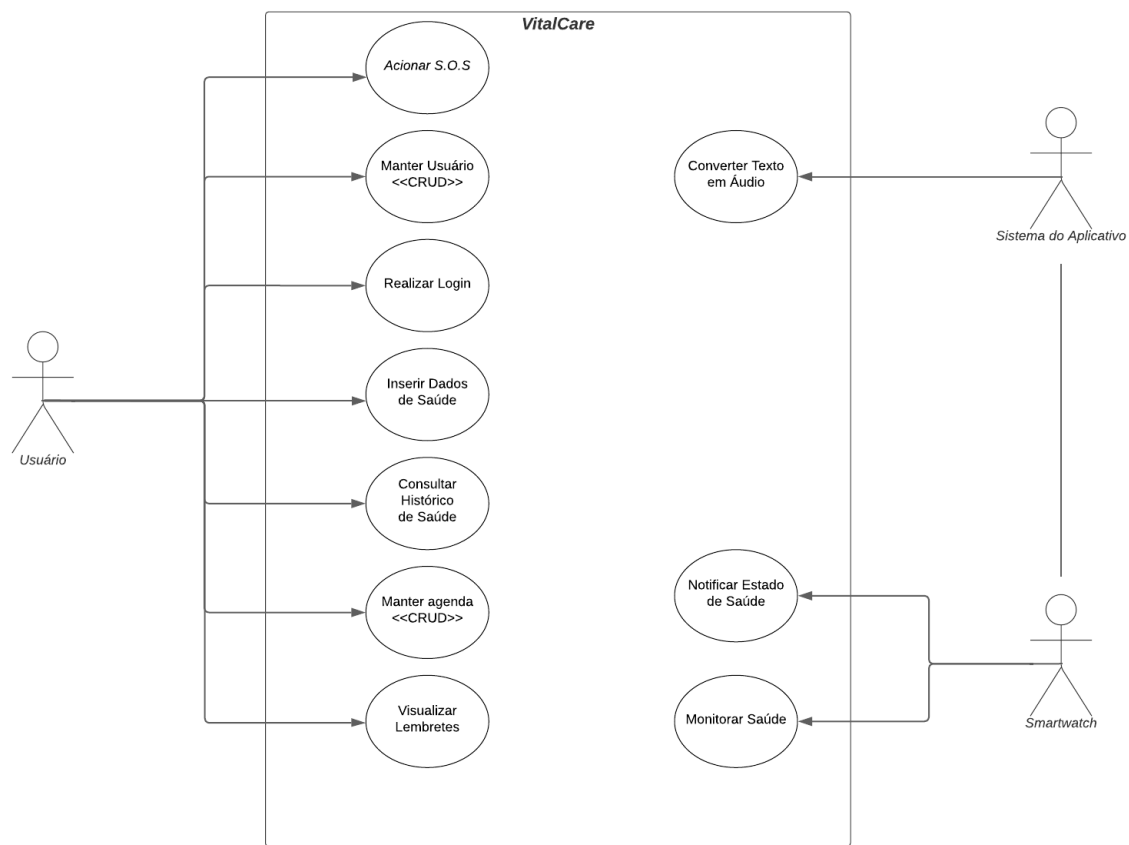 VitalCare
Acionar S.O.S
Manter Usuário
<<CRUD>>
Realizar Login
Inserir Dados
de Saúde
Consultar
Histórico
de Saúde
Manter agenda
<<CRUD>>
Visualizar
Lembretes
Usuário
Converter Texto
em Áudio
Sistema do Aplicativo
Notificar Estado
de Saúde
Monitorar Saúde
Smartwatch